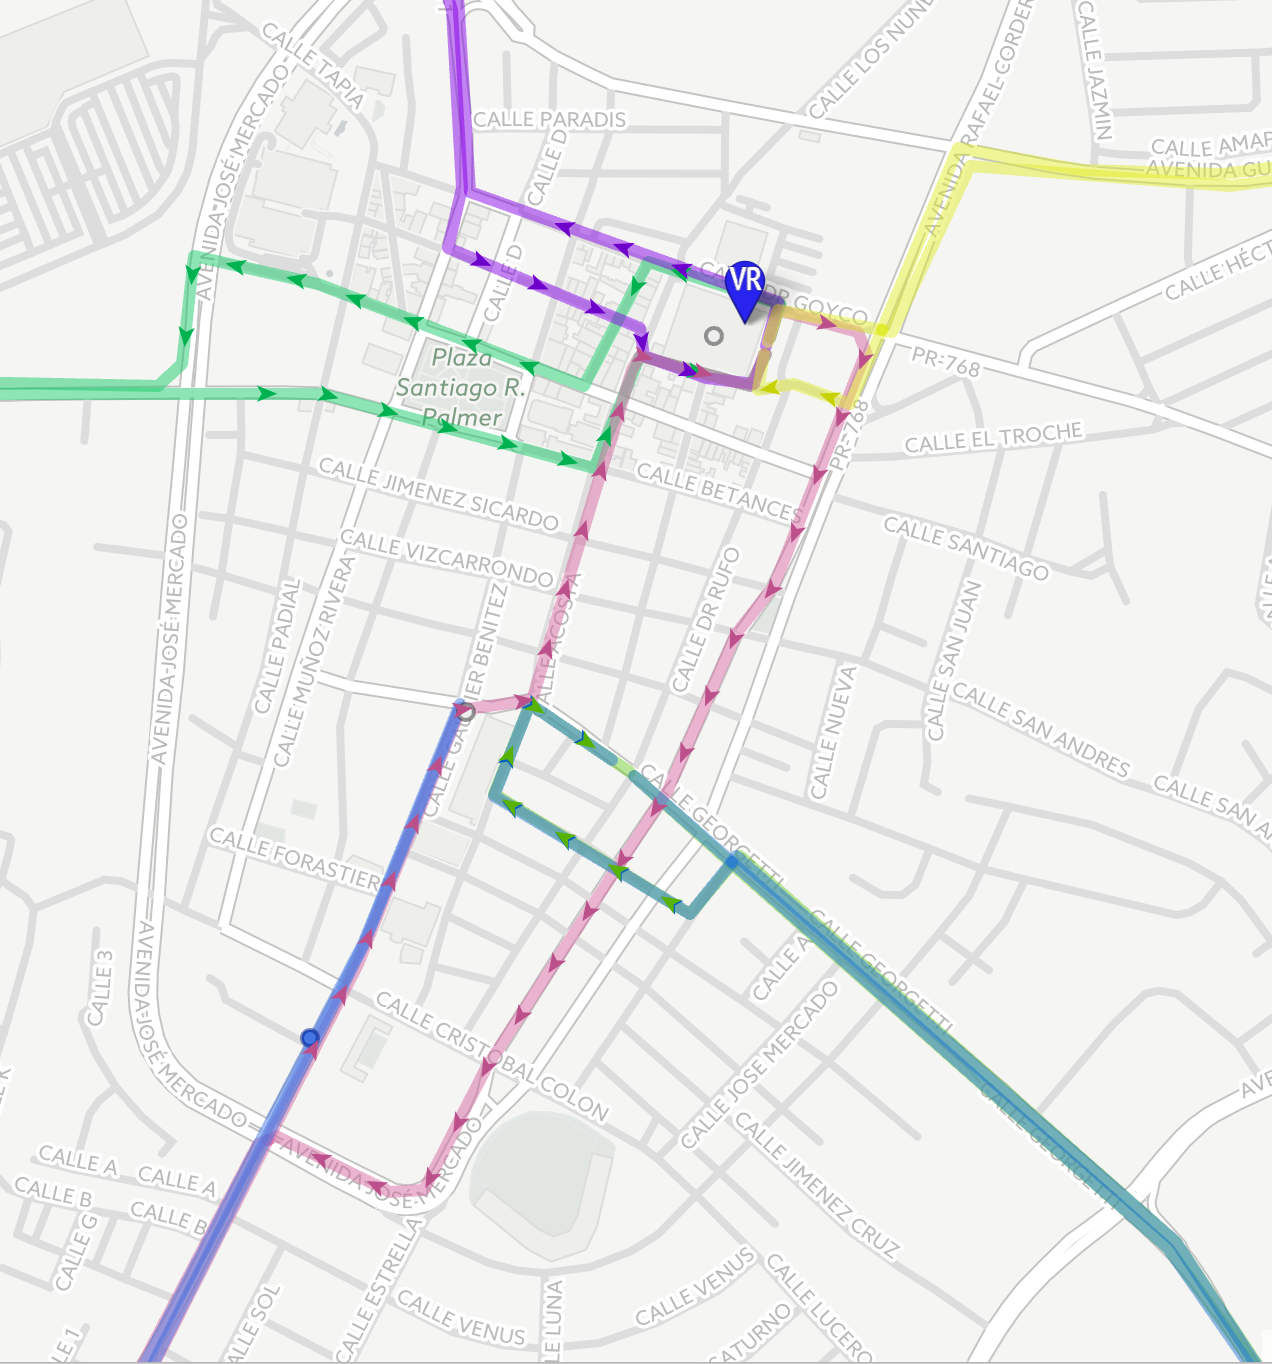 CALLE TAPIA
CALLE LOS NUN
AVENIDA RAFAEL CORDER
CALLE JAZMIN
CALLE PARADIS
CALLE D
CALLE AMAP
AVENIDA GU
AVENIDA JOSÉ MERCADO
CALLE D
CALLE DR GOYCO
VR
CALLE HÉCT
PR-768
Plaza
Santiago R.
Palmer
PR-768
CALLE EL TROCHE
CALLE JIMENEZ SICARDO
CALLE BETANCES
CALLE SANTIAGO
CALLE VIZCARRONDO
CALLE PADIAL
CALLE MUÑOZ RIVERA
AVENIDA JOSÉ MERCADO
CALLE GAUTIER BENITEZ
CALLE ACOSTA
CALLE DR RUFO
CALLE SAN JUAN
CALLE NUEVA
CALLE SAN ANDRES
CALLE SAN A
CALLE GEORGETTI
CALLE FORASTIER
CALLE GEORGETTI
CALLE 3
AVENIDA JOSÉ MERCADO
CALLE A
CALLE CRISTOBAL COLON
CALLE JOSE MERCADO
CALLE GEORGETTI
AVE
CALLE JIMENEZ CRUZ
CALLE A
CALLE A
CALLE B
CALLE B
CALLE G
AVENIDA JOSÉ MERCADO
CALLE ESTRELLA
CALLE VENUS
CALLE VENUS
CALLE LUCERO
ALLE SOL
LLE LUNA
SATURNO
LLE 1